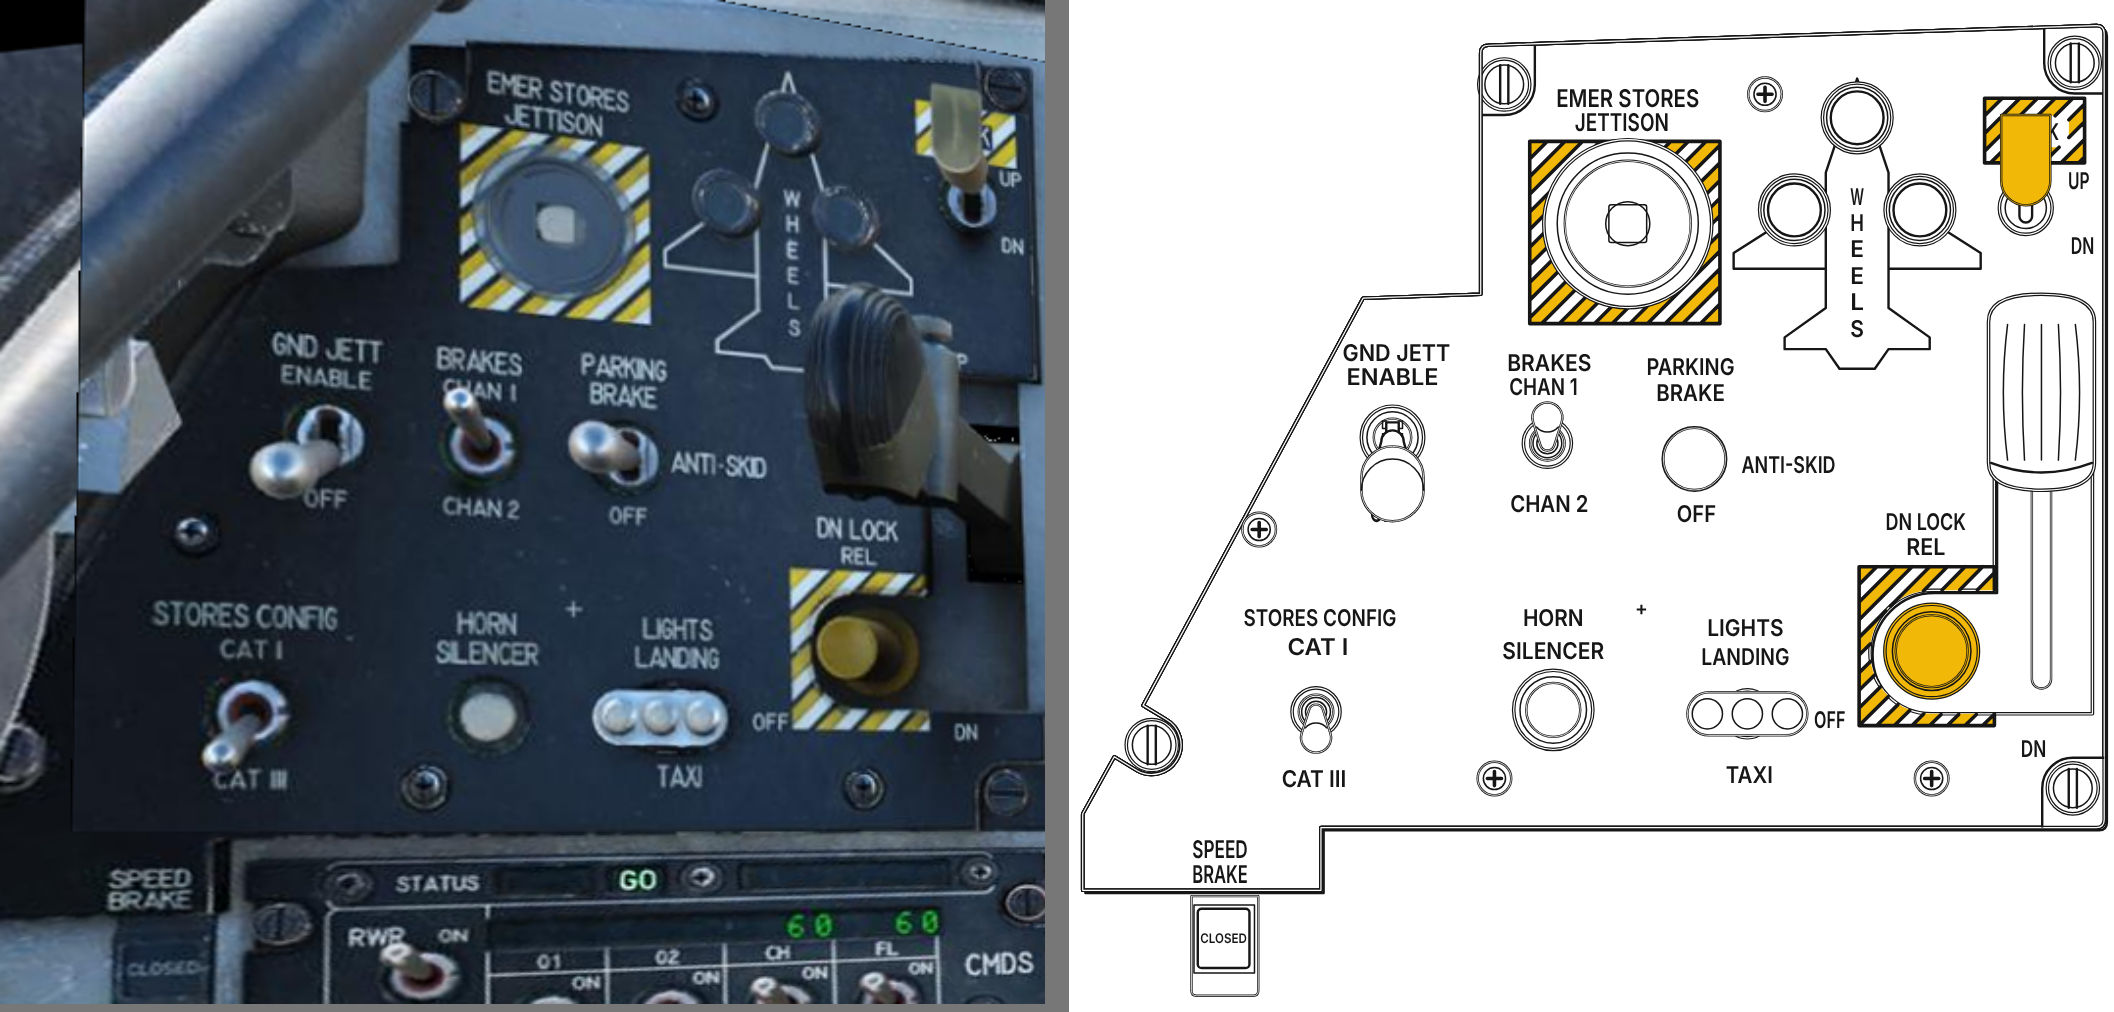 EMER STORES
JETTISON
K
UP
DN
WHEELS
P
GND JETT
ENABLE
OFF
BRAKES
CHAN 1
CHAN 2
PARKING
BRAKE
ANTI-SKID
OFF
DN LOCK
REL
STORES CONFIG
CAT I
CAT III
HORN
SILENCER
LIGHTS
LANDING
OFF
TAXI
DN
SPEED
BRAKE
CLOSED
STATUS
GO
RWR
ON
60
60
01
ON
02
ON
CH
ON
FL
ON
CMDS
EMER STORES
JETTISON
K
UP
DN
WHEELS
GND JETT
ENABLE
BRAKES
CHAN 1
CHAN 2
PARKING
BRAKE
ANTI-SKID
OFF
DN LOCK
REL
STORES CONFIG
CAT I
CAT III
HORN
SILENCER
LIGHTS
LANDING
OFF
TAXI
DN
SPEED
BRAKE
CLOSED